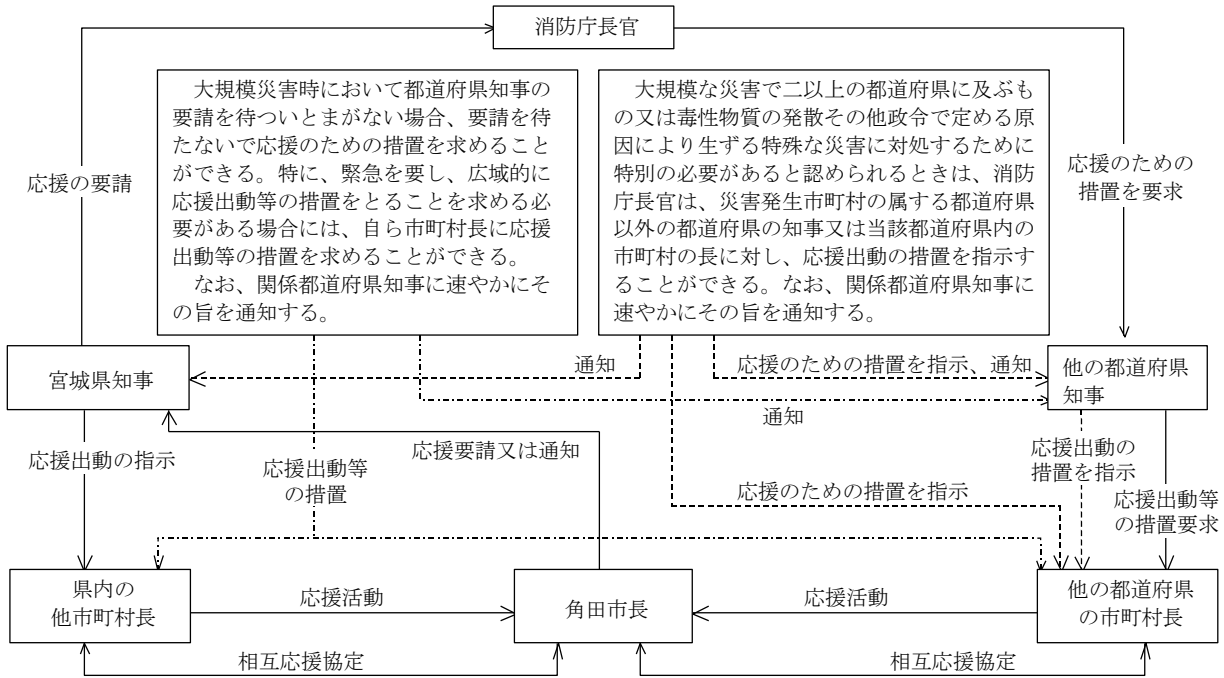 消防庁長官
大規模災害時において都道府県知事の
要請を待ついとまがない場合、要請を待
たないで応援のための措置を求めること
ができる。特に、緊急を要し、広域的に
応援出動等の措置をとることを求める必
要がある場合には、自ら市町村長に応援
出動等の措置を求めることができる。
なお、関係都道府県知事に速やかにそ
の旨を通知する。
大規模な災害で二以上の都道府県に及ぶも
の又は毒性物質の発散その他政令で定める原
因により生ずる特殊な災害に対処するために
特別の必要があると認められるときは、消防
庁長官は、災害発生市町村の属する都道府県
以外の都道府県の知事又は当該都道府県内の
市町村の長に対し、応援出動の措置を指示す
ることができる。なお、関係都道府県知事に
速やかにその旨を通知する。
応援の要請
応援のための
措置を要求
宮城県知事
通知
応援のための措置を指示、通知
他の都道府県
知事
通知
応援出動の指示
応援出動等
の措置
応援要請又は通知
応援のための措置を指示
応援出動の
措置を指示
応援出動等
の措置要求
県内の
他市町村長
応援活動
角田市長
応援活動
他の都道府県
の市町村長
相互応援協定
相互応援協定